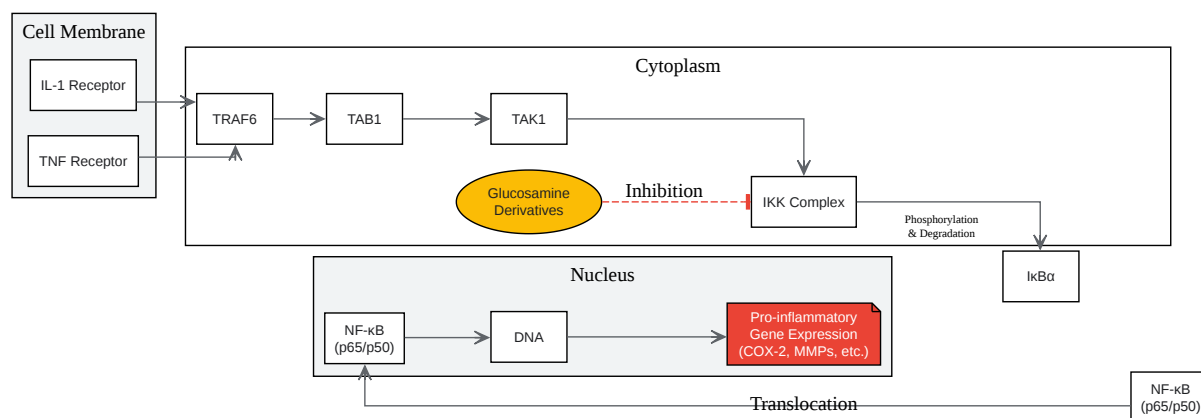 Cell Membrane
IL-1 Receptor
TNF Receptor
Cytoplasm
TRAF6
TAB1
TAK1
Glucosamine
Derivatives
Inhibition
IKK Complex
Phosphorylation
& Degradation
IκBα
Nucleus
NF-κB
(p65/p50)
DNA
Pro-inflammatory
Gene Expression
(COX-2, MMPs, etc.)
Translocation
NF-κB
(p65/p50)